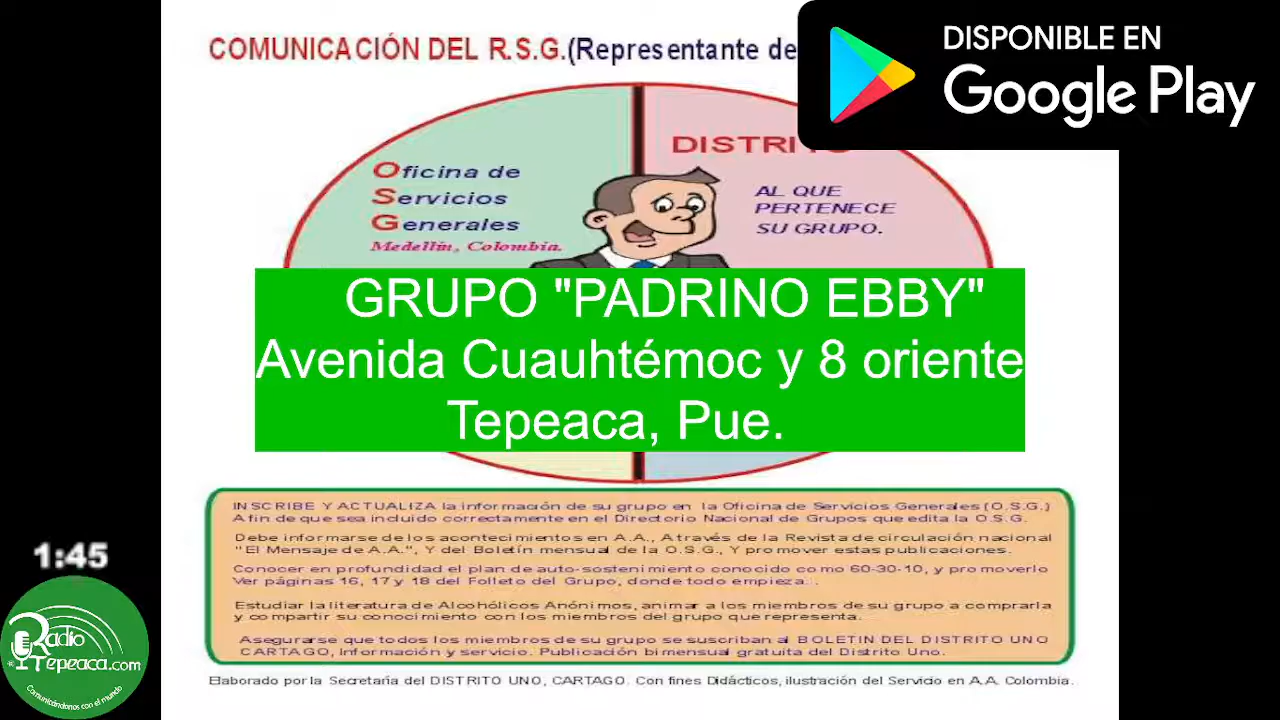 COMUNICACIÓN DEL R.S.G.(Representante de
DISPONIBLE EN
Google Play
DISTRITO
Oficina de
Servicios
Generales
Medellín, Colombia.
AL QUE
PERTENECE
SU GRUPO.
GRUPO "PADRINO EBBY"
Avenida Cuauhtémoc y 8 oriente
Tepeaca, Pue.
INSCRIBE Y ACTUALIZA la información de su grupo en la Oficina de Servicios Generales (O.S.G.)
A fin de que sea incluido correctamente en el Directorio Nacional de Grupos que edita la O.S.G.
Debe informarse de los acontecimientos en A.A., A través de la Revista de circulación nacional
"El Mensaje de A.A.", Y del Boletín mensual de la O.S.G., Y promover estas publicaciones.
Conocer en profundidad el plan de auto-sostenimiento conocido como 60-30-10, y promoverlo
Ver páginas 16, 17 y 18 del Folleto del Grupo, donde todo empieza...
Estudiar la literatura de Alcohólicos Anónimos, animar a los miembros de su grupo a comprarla
y compartir su conocimiento con los miembros del grupo que representa.
Asegurarse que todos los miembros de su grupo se suscriban al BOLETIN DEL DISTRITO UNO
CARTAGO, Información y servicio. Publicación bimensual gratuita del Distrito Uno.
Elaborado por la Secretaría del DISTRITO UNO, CARTAGO. Con fines Didácticos, ilustración del Servicio en A.A. Colombia.
1:45
Radio
Tepeaca.com
Comunicándonos con el mundo